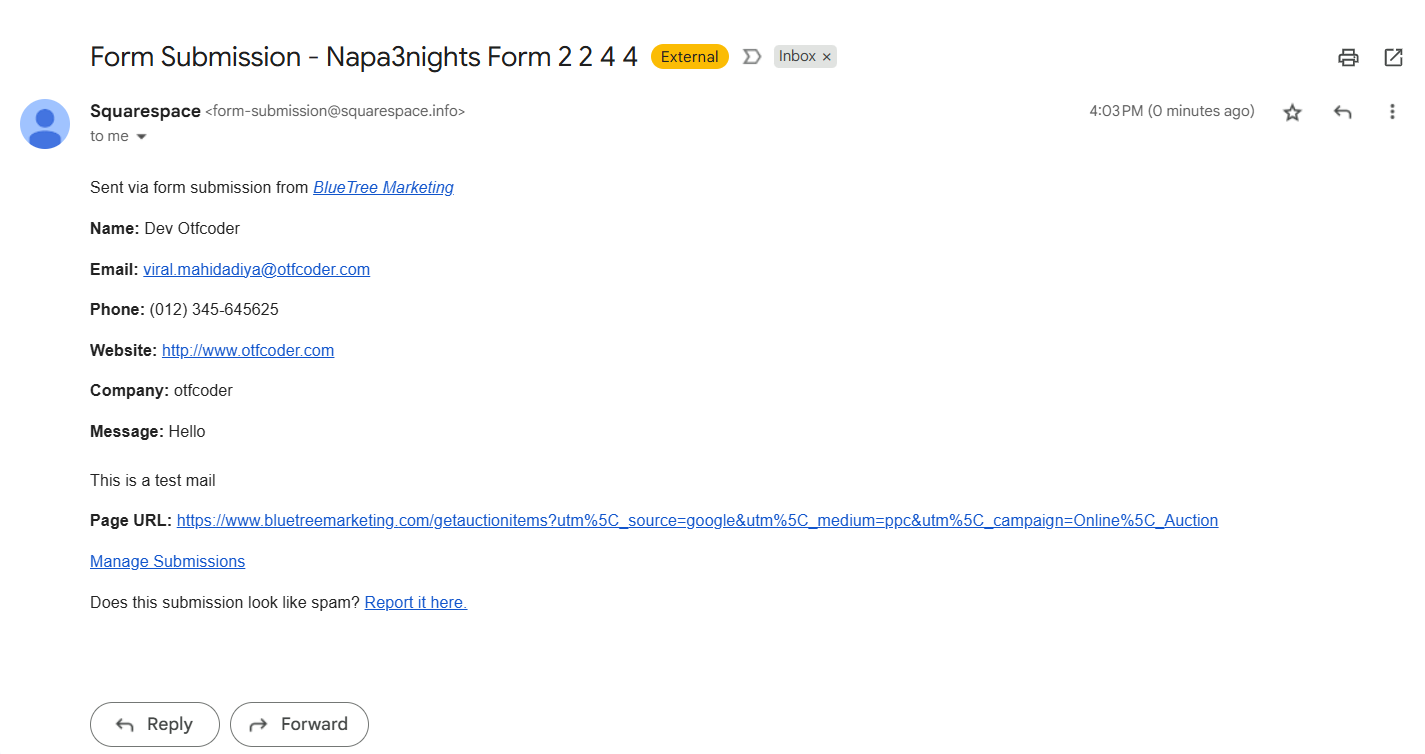 Form Submission - Napa3nights Form 2 2 4 4 External Inbox ×
Squarespace <form-submission@squarespace.info> 4:03 PM (0 minutes ago)
to me
Sent via form submission from BlueTree Marketing
Name: Dev Otfcoder
Email: viral.mahidadiya@otfcoder.com
Phone: (012) 345-645625
Website: http://www.otfcoder.com
Company: otfcoder
Message: Hello
This is a test mail
Page URL: https://www.bluetreemarketing.com/getauctionitems?utm%5C_source=google&utm%5C_medium=ppc&utm%5C_campaign=Online%5C_Auction
Manage Submissions
Does this submission look like spam? Report it here.
Reply Forward